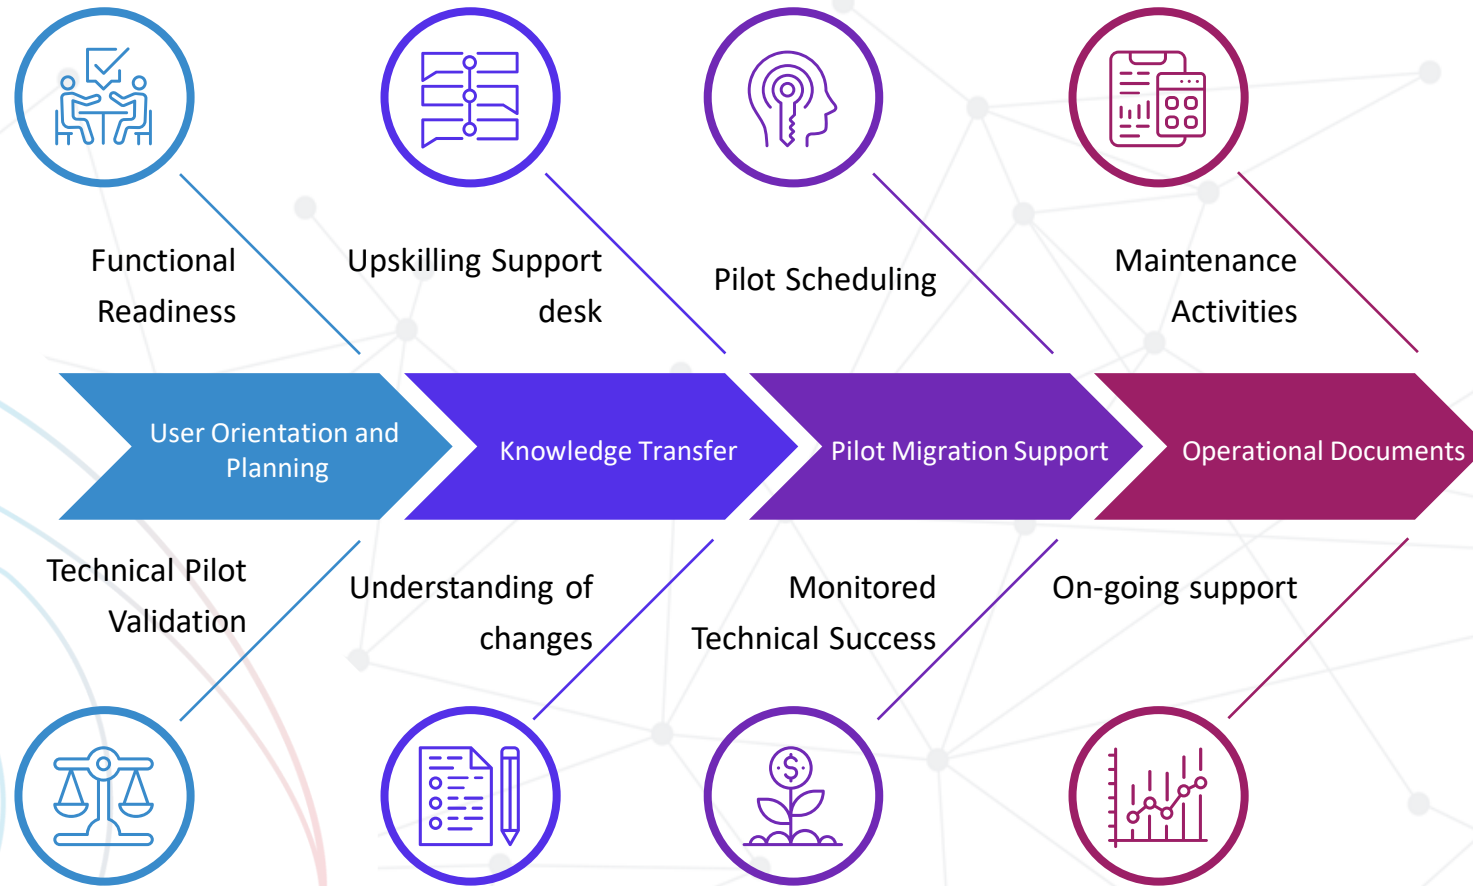 Functional
Readiness
Upskilling Support
desk
Pilot Scheduling
Maintenance
Activities
User Orientation and
Planning
Knowledge Transfer
Pilot Migration Support
Operational Documents
Technical Pilot
Validation
Understanding of
changes
Monitored
Technical Success
On-going support
$